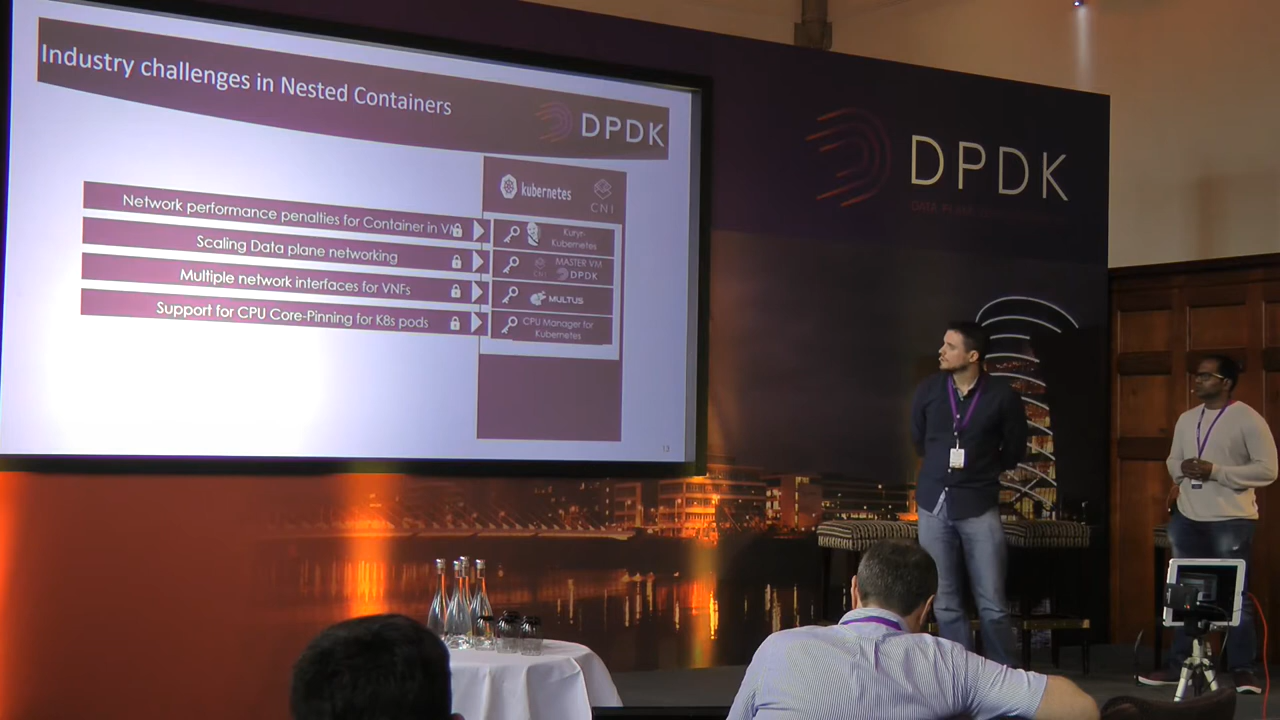 Industry challenges in Nested Containers
DPDK
kubernetes
CNI
Network performance penalties for Container in VM
Kuryr-
Kubernetes
Scaling Data plane networking
MASTER VM
CNI
DPDK
Multiple network interfaces for VNFs
MULTUS
Support for CPU Core-Pinning for K8s pods
CPU Manager for
Kubernetes
13
DPDK